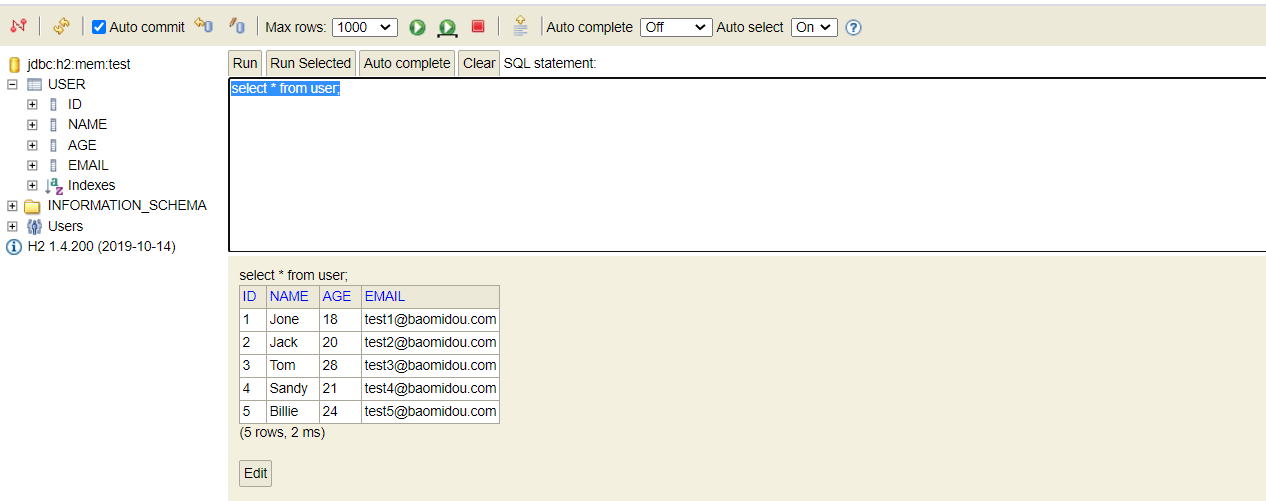 Auto commit Max rows: 1000 Auto complete Off Auto select On
jdbc:h2:mem:test
USER
ID
NAME
AGE
EMAIL
Indexes
INFORMATION_SCHEMA
Users
H2 1.4.200 (2019-10-14)
Run Run Selected Auto complete Clear SQL statement:
select * from user;
select * from user;
ID NAME AGE EMAIL
1 Jone 18 test1@baomidou.com
2 Jack 20 test2@baomidou.com
3 Tom 28 test3@baomidou.com
4 Sandy 21 test4@baomidou.com
5 Billie 24 test5@baomidou.com
(5 rows, 2 ms)
Edit